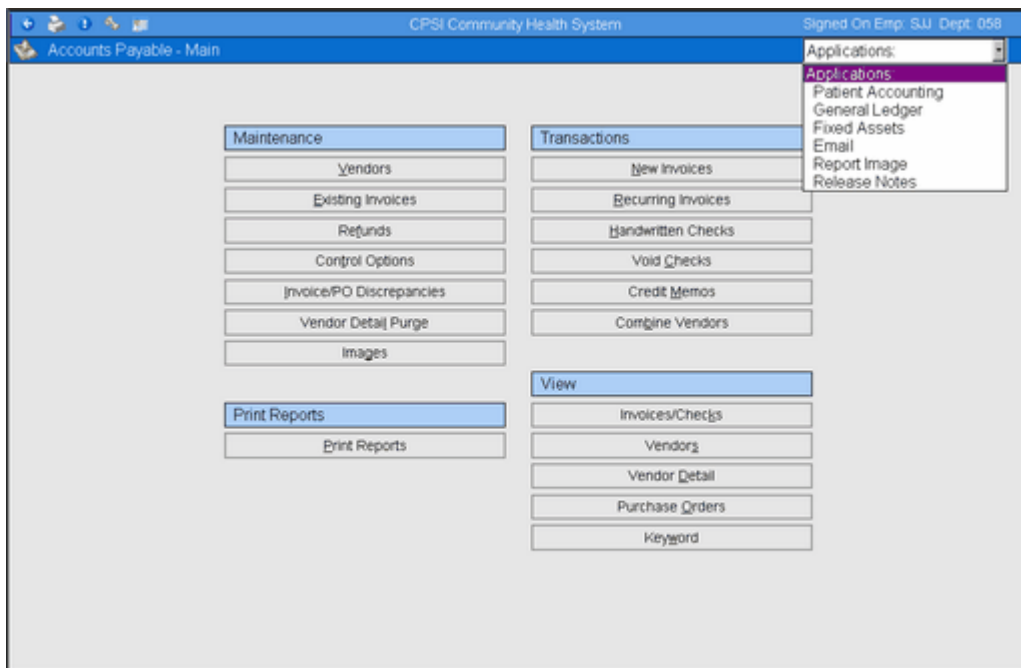 CPSI Community Health System
Signed On Emp: SJJ Dept: 058
Accounts Payable - Main
Applications:
Applications:
Patient Accounting
General Ledger
Fixed Assets
Email
Report Image
Release Notes
Maintenance
Vendors
Existing Invoices
Refunds
Control Options
Invoice/PO Discrepancies
Vendor Detail Purge
Images
Print Reports
Print Reports
Transactions
New Invoices
Recurring Invoices
Handwritten Checks
Void Checks
Credit Memos
Combine Vendors
View
Invoices/Checks
Vendors
Vendor Detail
Purchase Orders
Keyword